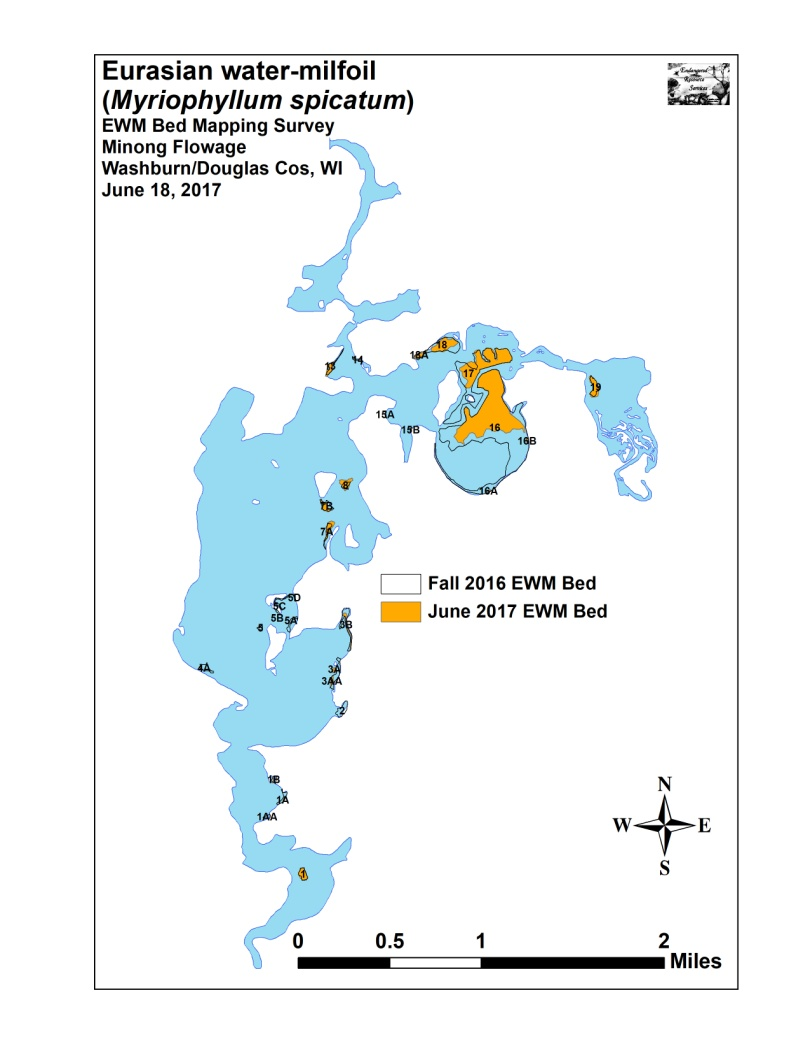 Eurasian water-milfoil
(Myriophyllum spicatum)
EWM Bed Mapping Survey
Minong Flowage
Washburn/Douglas Cos, WI
June 18, 2017
Endangered
Resource
Services
18
18A
13
14
17
19
15A
15B
16
16B
16A
8
7B
7A
5D
5C
5B
5A
5
3B
4A
3A
3AA
2
1B
1A
1AA
1
Fall 2016 EWM Bed
June 2017 EWM Bed
N
W
E
S
0
0.5
1
2
Miles